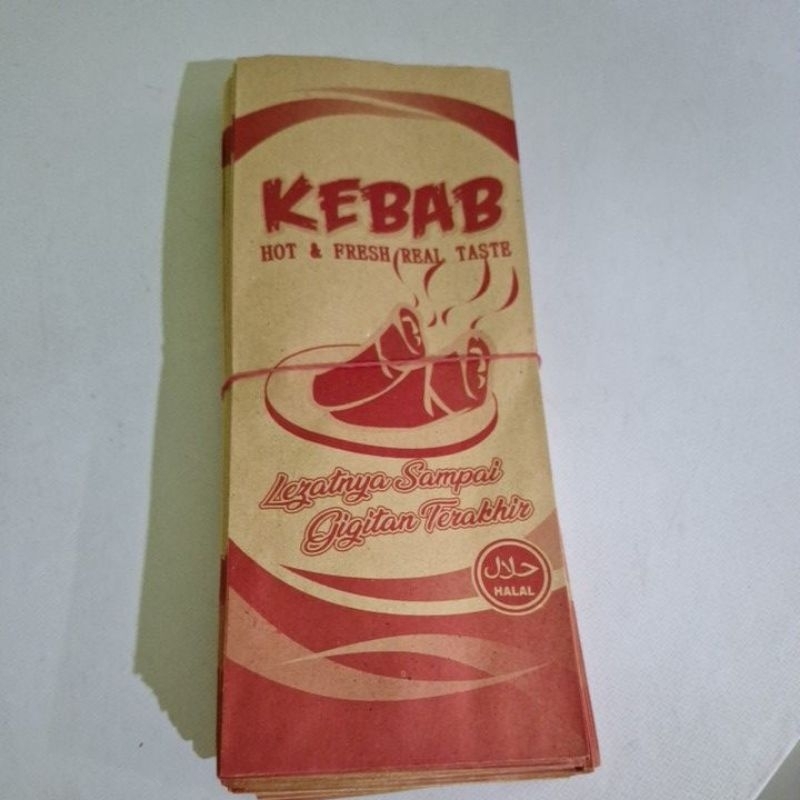 KEBAB
HOT & FRESH REAL TASTE
Lezatnya Sampai
Gigitan Terakhir
حلال
HALAL